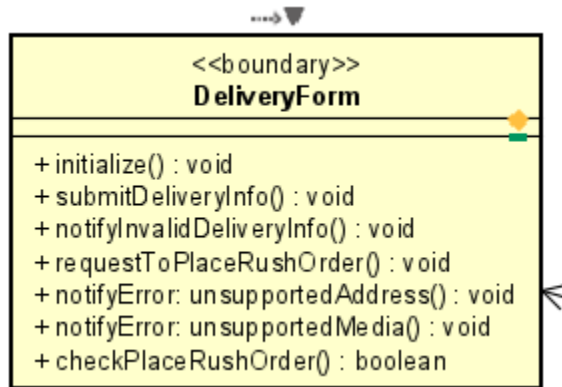 <<boundary>>
DeliveryForm
+ initialize() : void
+ submitDeliveryInfo() : void
+ notifyInvalidDeliveryInfo() : void
+ requestToPlaceRushOrder() : void
+ notifyError: unsupportedAddress() : void
+ notifyError: unsupportedMedia() : void
+ checkPlaceRushOrder() : boolean